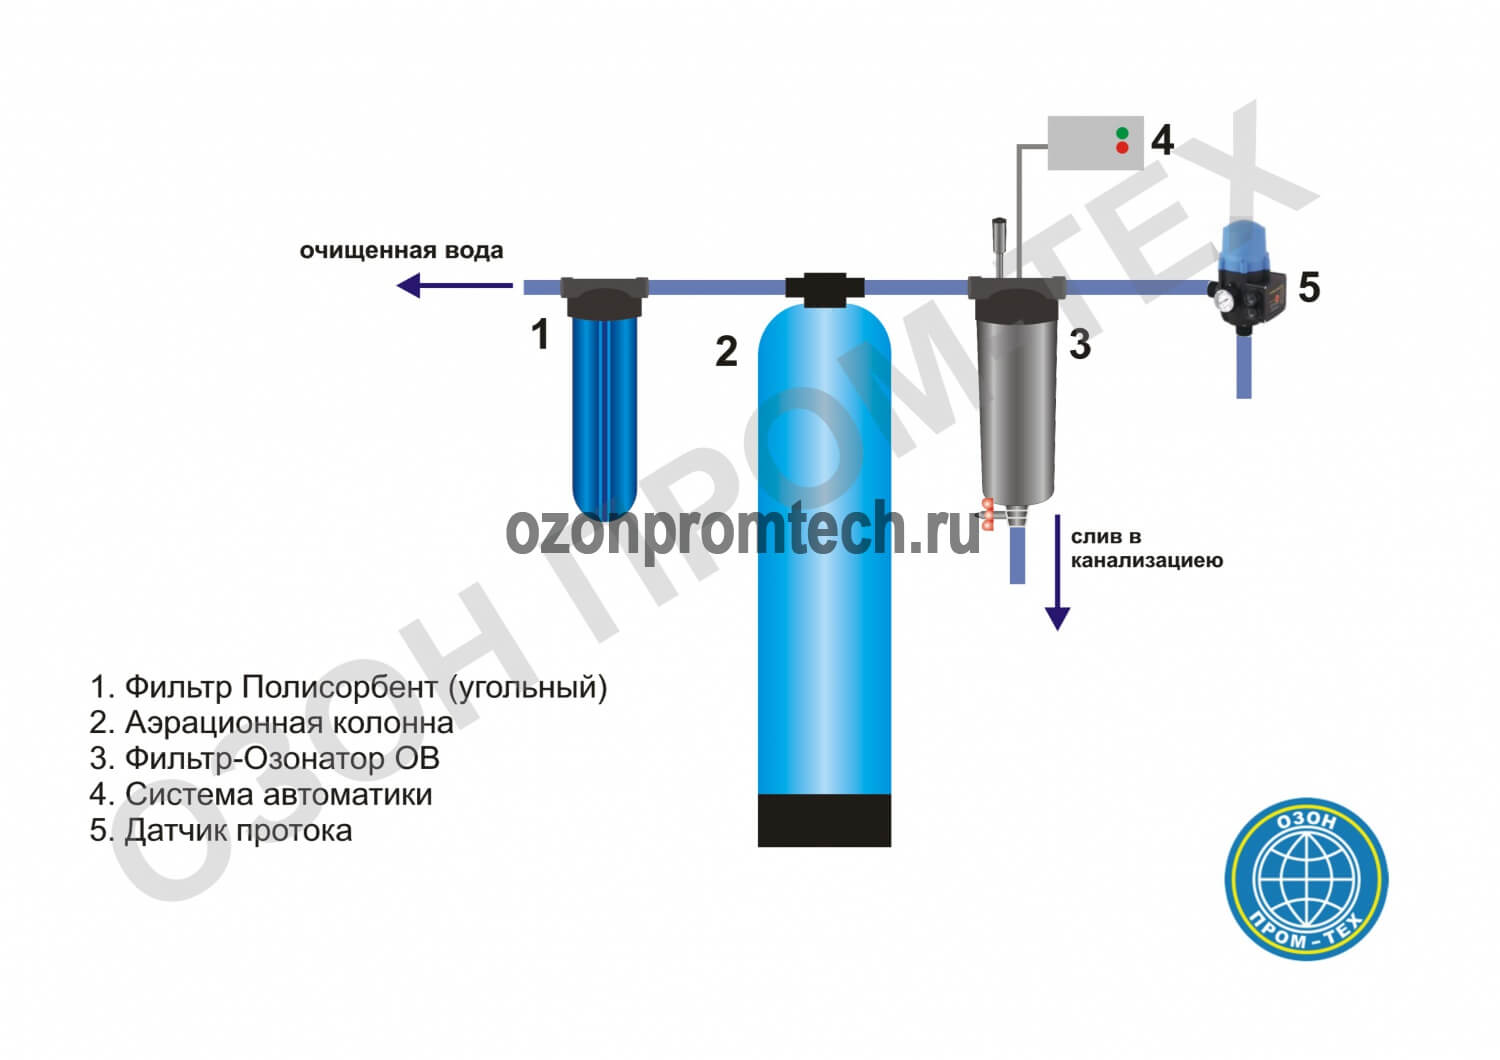 4
очищенная вода
5
1
2
3
ozonpromtech.ru
слив в
канализациею
1. Фильтр Полисорбент (угольный)
2. Аэрационная колонна
3. Фильтр-Озонатор ОВ
4. Система автоматики
5. Датчик протока
ОЗОН ПРОМ-ТЕХ
ОЗОН
ПРОМ-ТЕХ